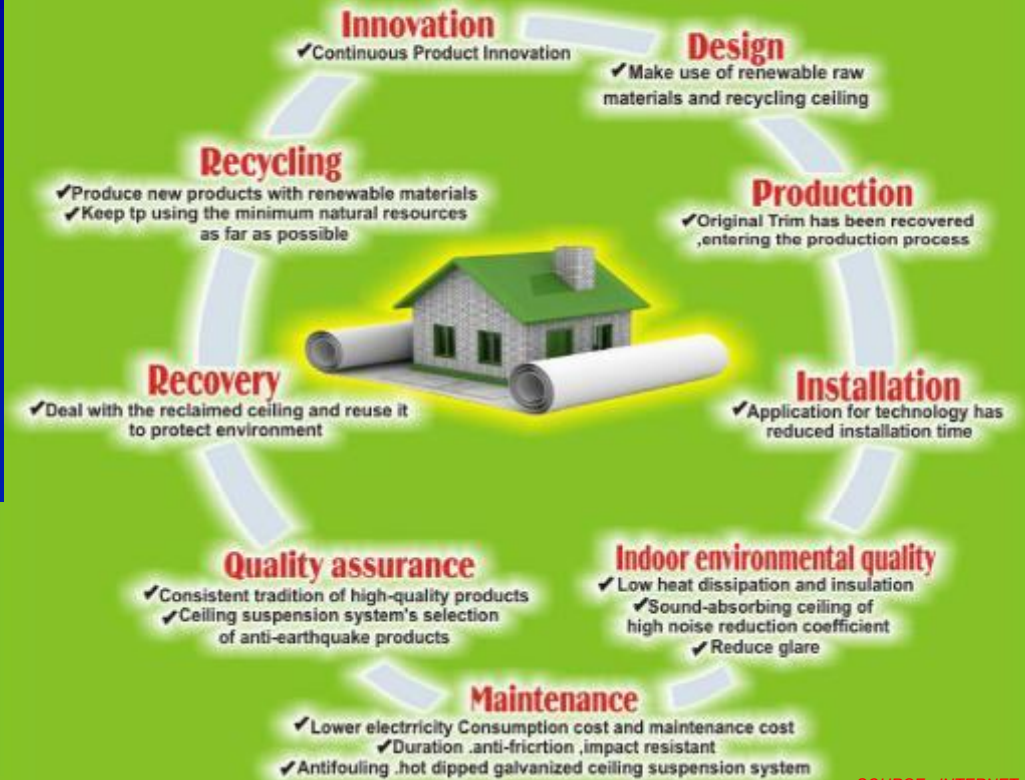 Innovation
✔Continuous Product Innovation
Design
✔Make use of renewable raw
materials and recycling ceiling
Production
✔Original Trim has been recovered
,entering the production process
Installation
✔Application for technology has
reduced installation time
Indoor environmental quality
✔Low heat dissipation and insulation
✔Sound-absorbing ceiling of
high noise reduction coefficient
✔Reduce glare
Maintenance
✔Lower electrricity Consumption cost and maintenance cost
✔Duration .anti-fricrtion ,impact resistant
✔Antifouling .hot dipped galvanized ceiling suspension system
Quality assurance
✔Consistent tradition of high-quality products
✔Ceiling suspension system's selection
of anti-earthquake products
Recovery
✔Deal with the reclaimed ceiling and reuse it
to protect environment
Recycling
✔Produce new products with renewable materials
✔Keep tp using the minimum natural resources
as far as possible